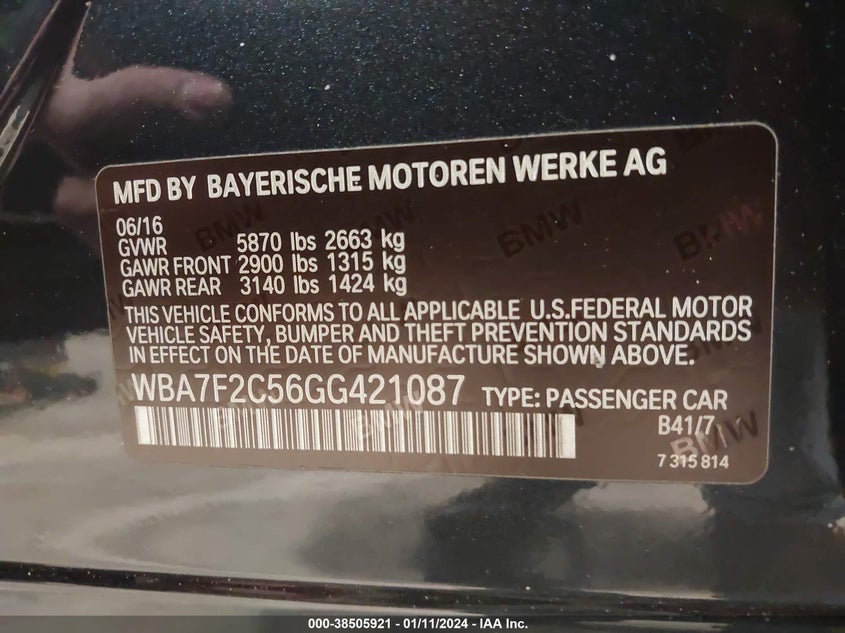 MFD BY BAYERISCHE MOTOREN WERKE AG
06/16
GVWR 5870 lbs 2663 kg
GAWR FRONT 2900 lbs 1315 kg
GAWR REAR 3140 lbs 1424 kg
THIS VEHICLE CONFORMS TO ALL APPLICABLE U.S.FEDERAL MOTOR
VEHICLE SAFETY, BUMPER AND THEFT PREVENTION STANDARDS
IN EFFECT ON THE DATE OF MANUFACTURE SHOWN ABOVE.
WBA7F2C56GG421087 TYPE: PASSENGER CAR
B41/7
7 315 814
000-38505921 - 01/11/2024 - IAA Inc.